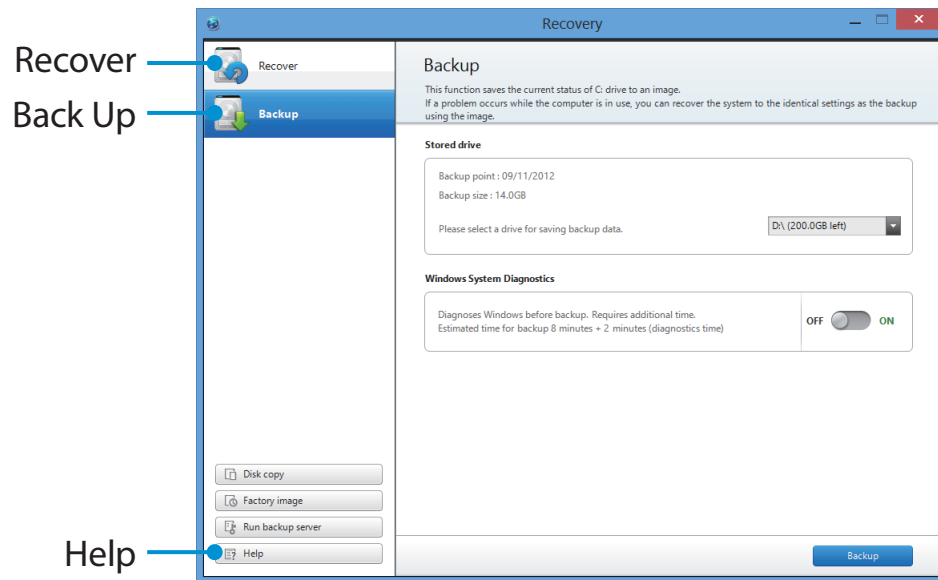 Recovery
Recover
Back Up
Help
Recover
Backup
Disk copy
Factory image
Run backup server
Help
Backup
This function saves the current status of C: drive to an image.
If a problem occurs while the computer is in use, you can recover the system to the identical settings as the backup
using the image.
Stored drive
Backup point : 09/11/2012
Backup size : 14.0GB
Please select a drive for saving backup data.
D:\ (200.0GB left)
Windows System Diagnostics
Diagnoses Windows before backup. Requires additional time.
Estimated time for backup 8 minutes + 2 minutes (diagnostics time)
OFF ON
Backup